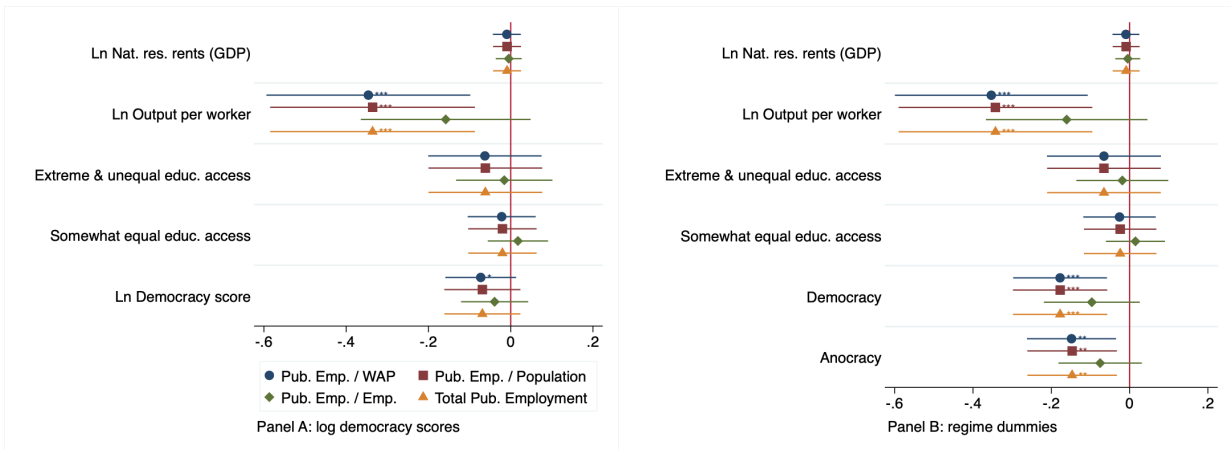 Ln Nat. res. rents (GDP)
***
***
Ln Output per worker
***
Extreme & unequal educ. access
Somewhat equal educ. access
*
Ln Democracy score
-.6 -.4 -.2 0 .2
Pub. Emp. / WAP Pub. Emp. / Population
Pub. Emp. / Emp. Total Pub. Employment
Panel A: log democracy scores
Ln Nat. res. rents (GDP)
***
***
Ln Output per worker
***
Extreme & unequal educ. access
Somewhat equal educ. access
***
***
Democracy
***
**
**
Anocracy
**
-.6 -.4 -.2 0 .2
Panel B: regime dummies